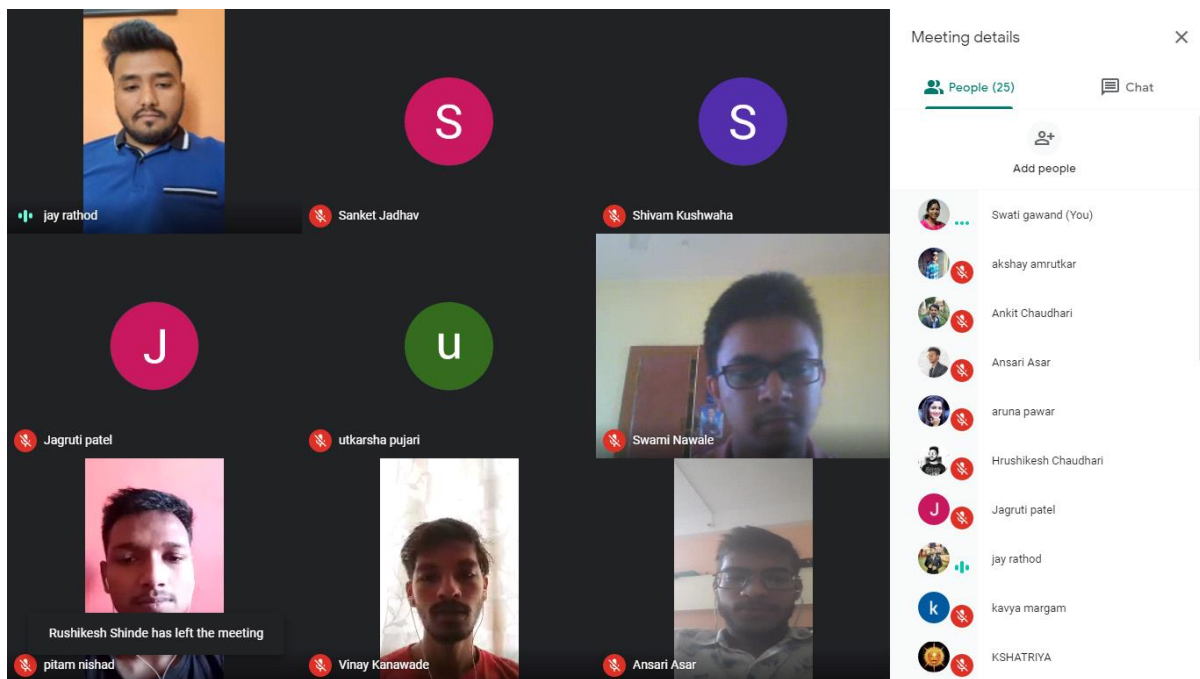 jay rathod
S
Sanket Jadhav
S
Shivam Kushwaha
J
Jagruti patel
u
utkarsha pujari
Swami Nawale
Rushikesh Shinde has left the meeting
pitam nishad
Vinay Kanawade
Ansari Asar
Meeting details
People (25)
Chat
Add people
Swati gawand (You)
akshay amrutkar
Ankit Chaudhari
Ansari Asar
aruna pawar
Hrushikesh Chaudhari
J
Jagruti patel
jay rathod
k
kavya margam
KSHATRIYA